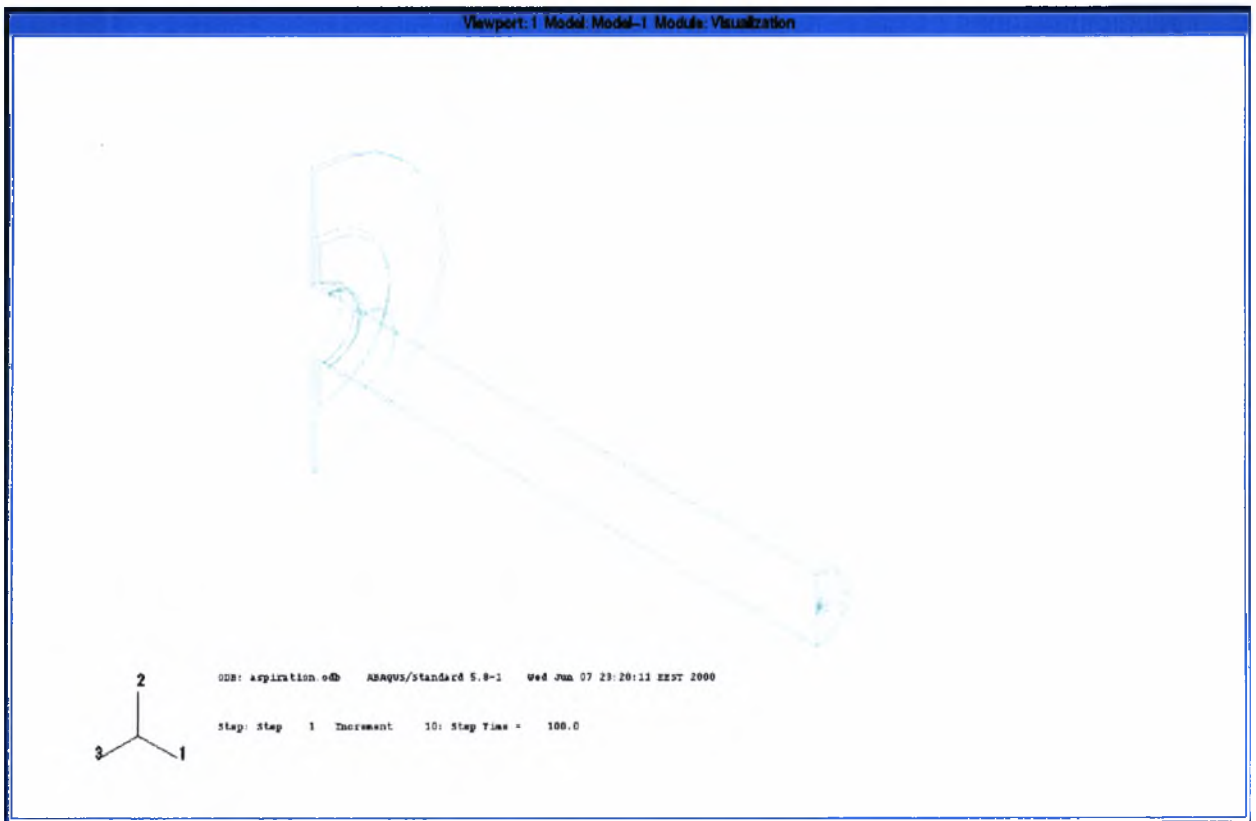 Viewport: 1 Model: Model-1 Module: Visualization
2
3
1
ODB: aspiration.odb ABAQUS/Standard 5.8-1 Wed Jun 07 23:20:11 EEST 2000
Step: Step 1 Increment 10: Step Time = 100.0